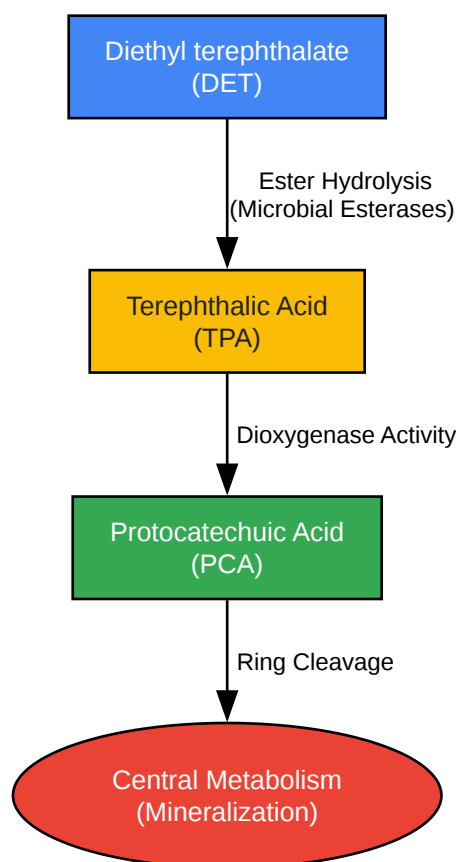 Diethyl terephthalate
(DET)
Ester Hydrolysis
(Microbial Esterases)
Terephthalic Acid
(TPA)
Dioxygenase Activity
Protocatechuic Acid
(PCA)
Ring Cleavage
Central Metabolism
(Mineralization)